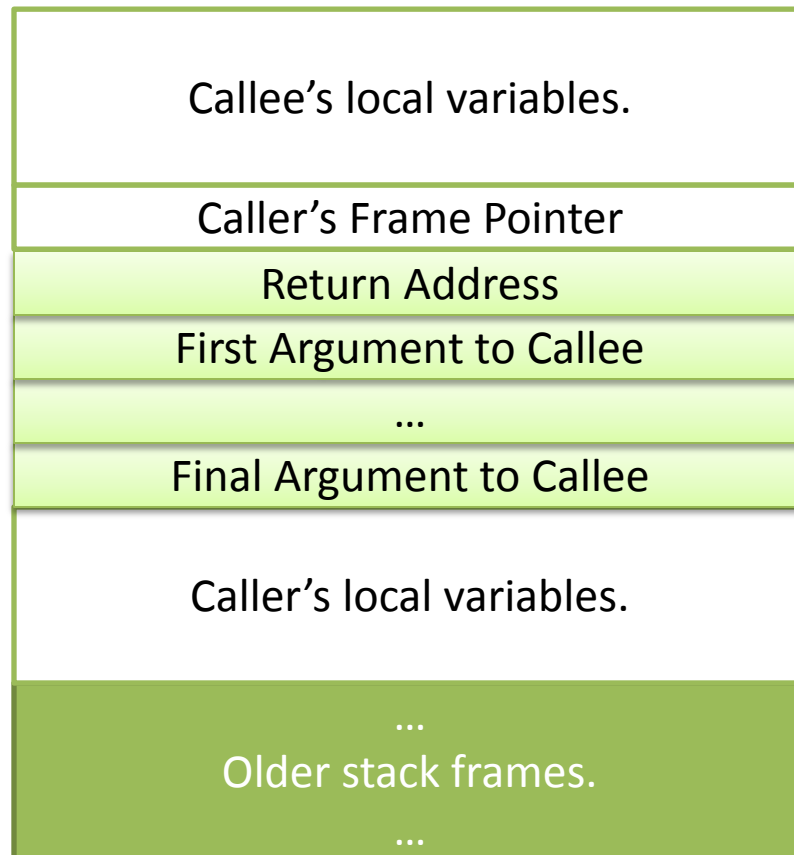 Callee’s local variables.
Caller’s Frame Pointer
Return Address
First Argument to Callee
…
Final Argument to Callee
Caller’s local variables.
…
Older stack frames.
…